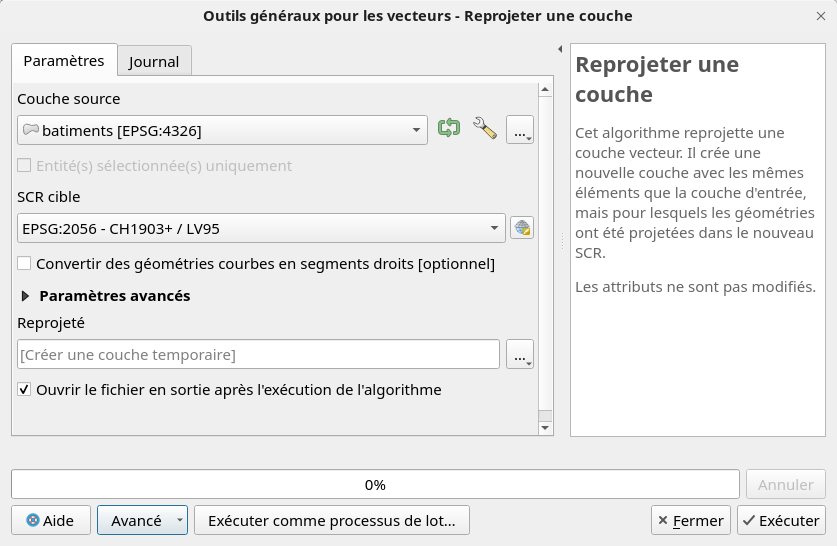 Outils généraux pour les vecteurs - Reprojeter une couche
Paramètres
Journal
Couche source
batiments [EPSG:4326]
...
Entité(s) sélectionnée(s) uniquement
SCR cible
EPSG:2056 - CH1903+ / LV95
Convertir des géométries courbes en segments droits [optionnel]
Paramètres avancés
Reprojeté
[Créer une couche temporaire]
...
Ouvrir le fichier en sortie après l'exécution de l'algorithme
Reprojeter une
couche
Cet algorithme reprojette une
couche vecteur. Il crée une
nouvelle couche avec les mêmes
éléments que la couche d'entrée,
mais pour lesquels les géométries
ont été projetées dans le nouveau
SCR.
Les attributs ne sont pas modifiés.
0%
Annuler
Aide
Avancé
Exécuter comme processus de lot...
Fermer
Exécuter